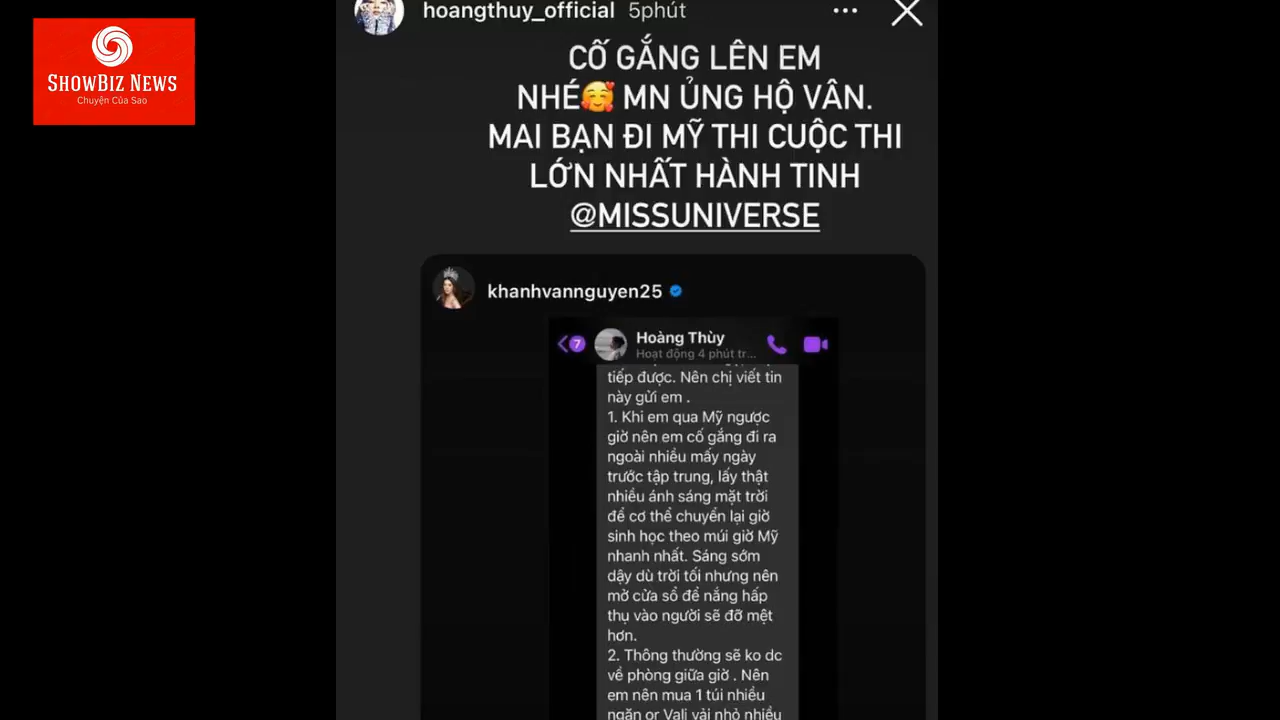 SHOWBIZ NEWS
Chuyện Của Sao
hoangthuy_official 5phút
CỐ GẮNG LÊN EM
NHÉ🥰 MN ỦNG HỘ VÂN.
MAI BẠN ĐI MỸ THI CUỘC THI
LỚN NHẤT HÀNH TINH
@MISSUNIVERSE
khanhvannguyen25
7
Hoàng Thùy
Hoạt động 4 phút tr...
tiếp được. Nên chị viết tin
này gửi em .
1. Khi em qua Mỹ ngược
giờ nên em cố gắng đi ra
ngoài nhiều mấy ngày
trước tập trung, lấy thật
nhiều ánh sáng mặt trời
để cơ thể chuyển lại giờ
sinh học theo múi giờ Mỹ
nhanh nhất. Sáng sớm
dậy dù trời tối nhưng nên
mở cửa sổ để nắng hấp
thụ vào người sẽ đỡ mệt
hơn.
2. Thông thường sẽ ko dc
về phòng giữa giờ . Nên
em nên mua 1 túi nhiều
ngăn or Vali vải nhỏ nhiều